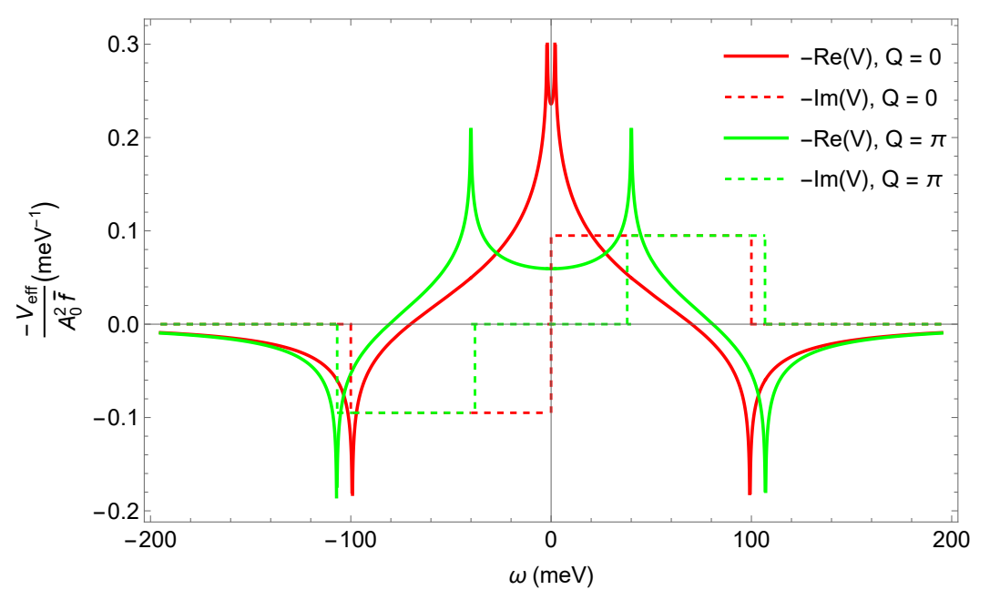 0.3
0.2
0.1
0.0
−0.1
−0.2
−200
−100
0
100
200
ω (meV)
−V_eff / A_0^2 f̄ (meV^−1)
−Re(V), Q = 0
−Im(V), Q = 0
−Re(V), Q = π
−Im(V), Q = π